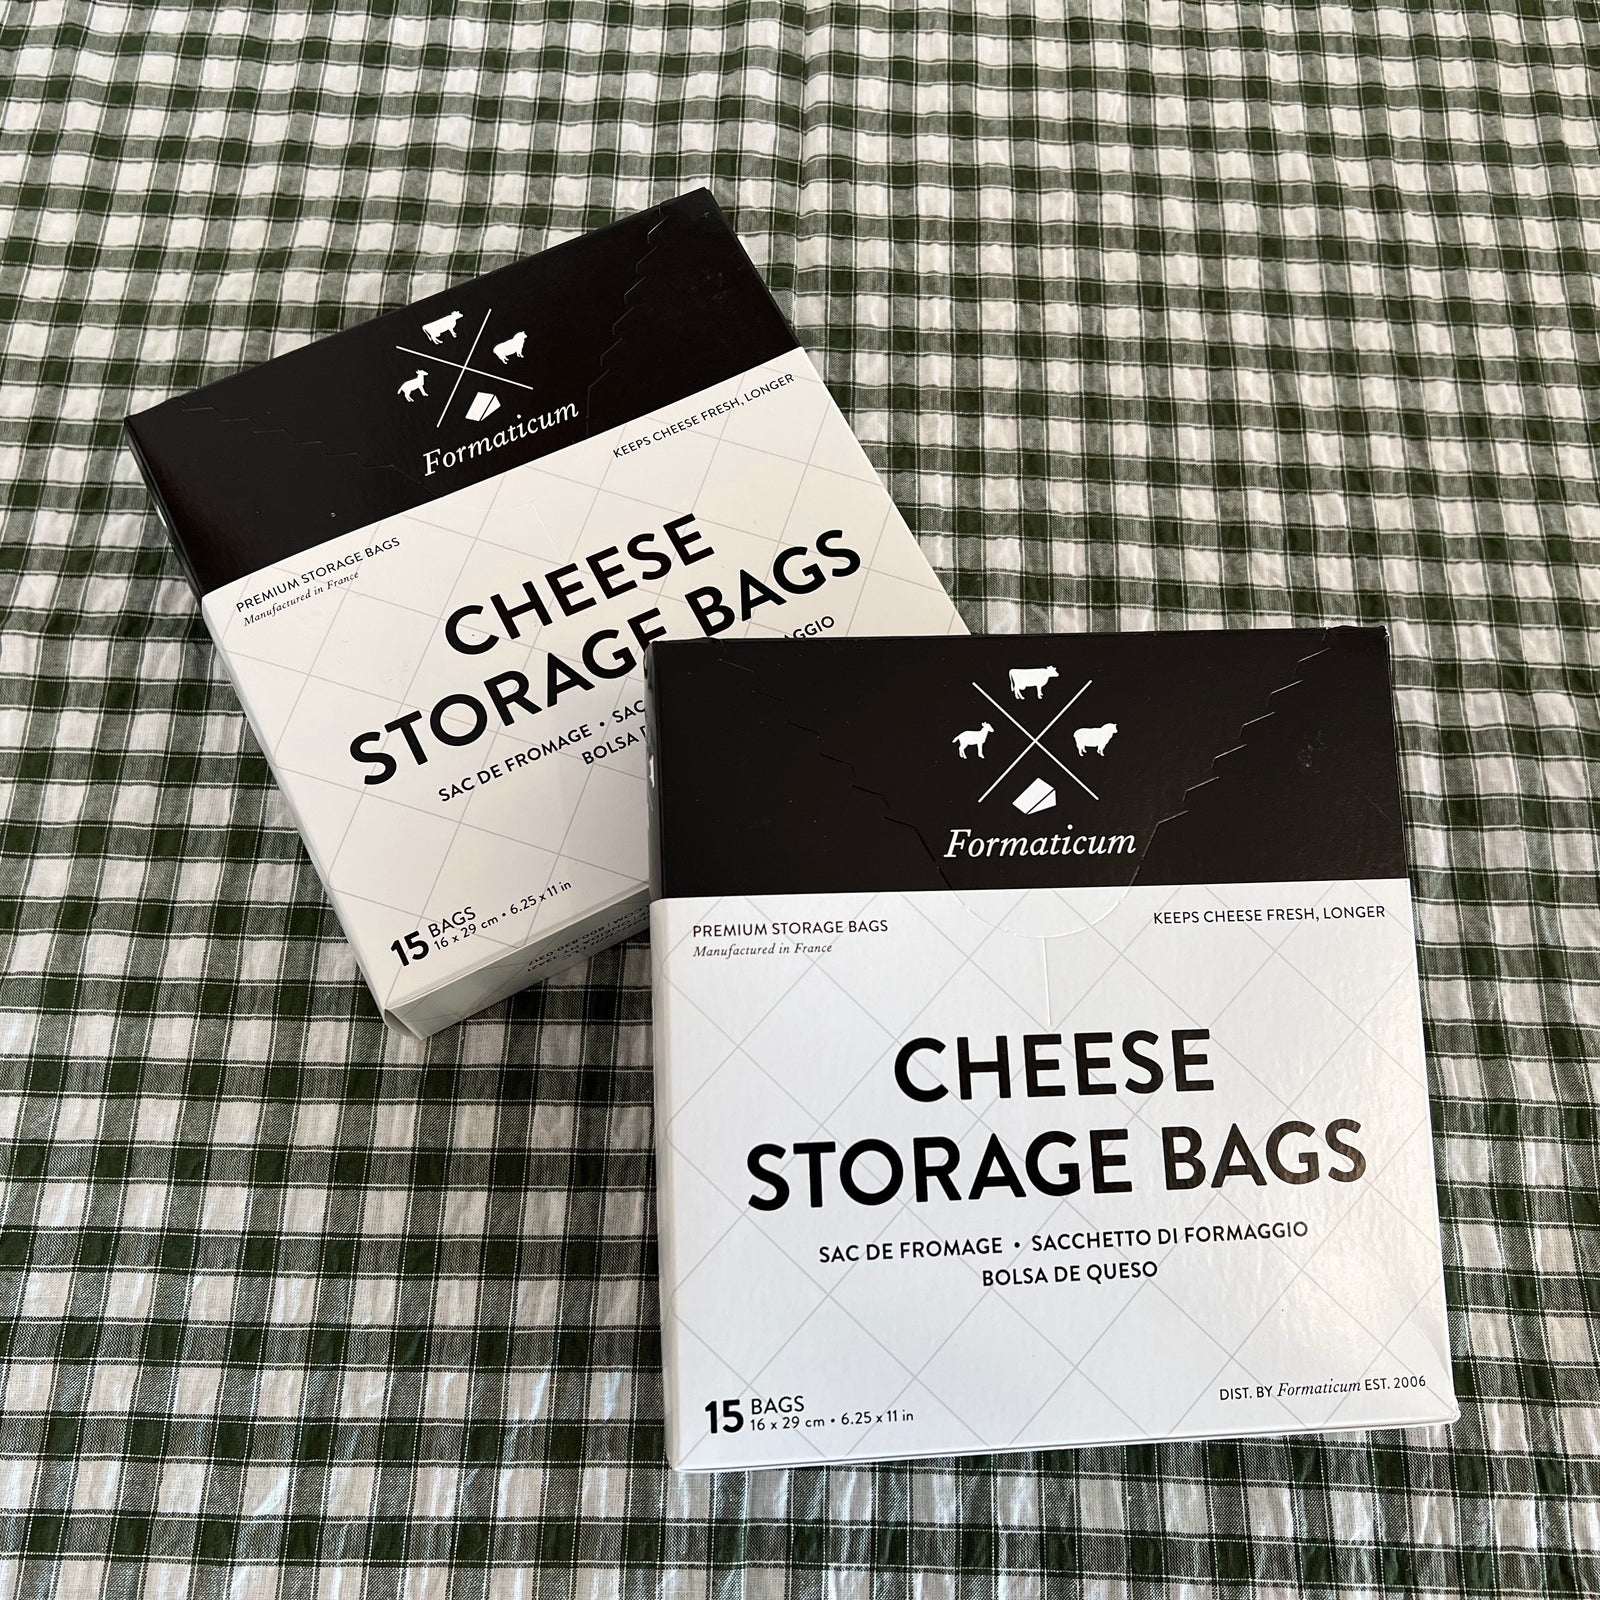 Formaticum
KEEPS CHEESE FRESH, LONGER
PREMIUM STORAGE BAGS
Manufactured in France
CHEESE
STORAGE BAGS
SAC DE FROMAGE •
15 BAGS
16 x 29 cm • 6.25 x 11 in
Formaticum
PREMIUM STORAGE BAGS
Manufactured in France
KEEPS CHEESE FRESH, LONGER
CHEESE
STORAGE BAGS
SAC DE FROMAGE • SACCHETTO DI FORMAGGIO
BOLSA DE QUESO
15 BAGS
16 x 29 cm • 6.25 x 11 in
DIST. BY Formaticum EST. 2006